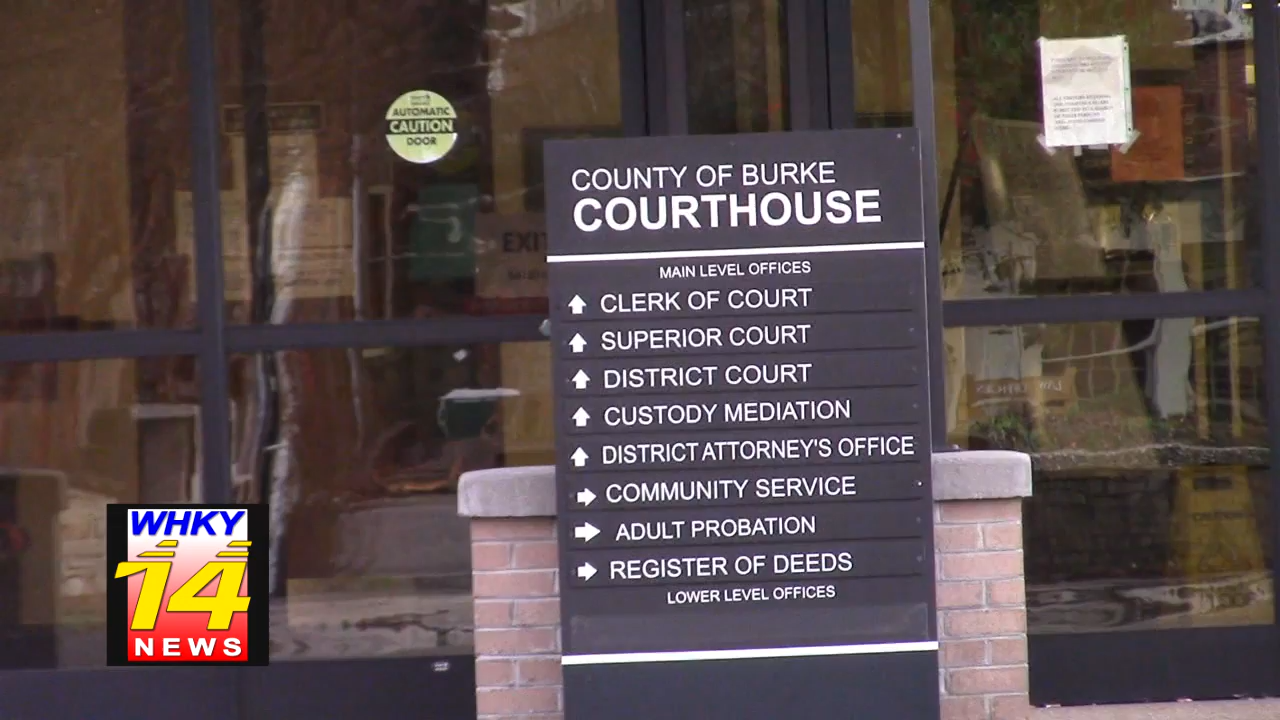 AUTOMATIC
CAUTION
DOOR
EXIT
COUNTY OF BURKE
COURTHOUSE
MAIN LEVEL OFFICES
CLERK OF COURT
SUPERIOR COURT
DISTRICT COURT
CUSTODY MEDIATION
DISTRICT ATTORNEY'S OFFICE
COMMUNITY SERVICE
ADULT PROBATION
REGISTER OF DEEDS
LOWER LEVEL OFFICES
WHKY
14
NEWS